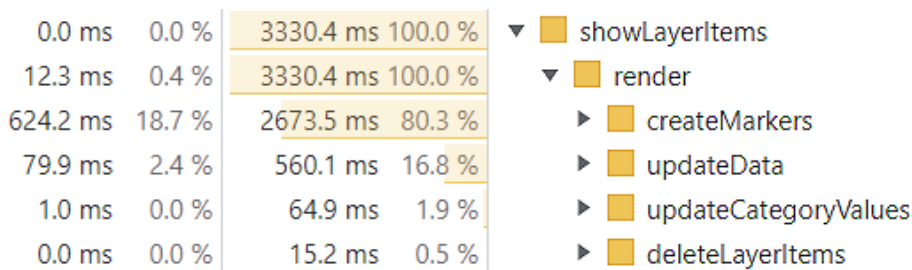 0.0 ms 0.0 % 3330.4 ms 100.0 % showLayerItems
12.3 ms 0.4 % 3330.4 ms 100.0 % render
624.2 ms 18.7 % 2673.5 ms 80.3 % createMarkers
79.9 ms 2.4 % 560.1 ms 16.8 % updateData
1.0 ms 0.0 % 64.9 ms 1.9 % updateCategoryValues
0.0 ms 0.0 % 15.2 ms 0.5 % deleteLayerItems